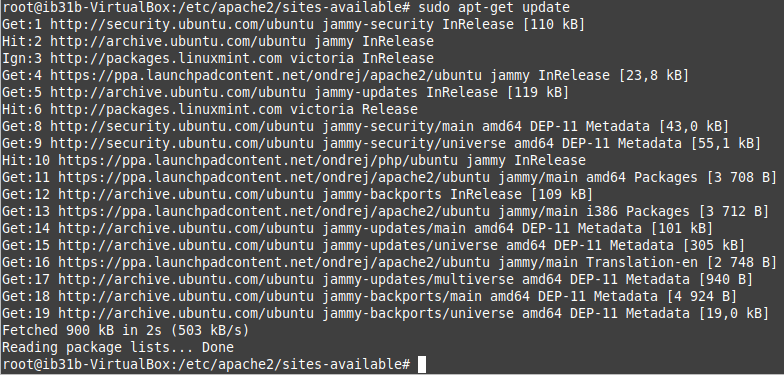 root@ib31b-VirtualBox:/etc/apache2/sites-available# sudo apt-get update
Get:1 http://security.ubuntu.com/ubuntu jammy-security InRelease [110 kB]
Hit:2 http://archive.ubuntu.com/ubuntu jammy InRelease
Ign:3 http://packages.linuxmint.com victoria InRelease
Get:4 https://ppa.launchpadcontent.net/ondrej/apache2/ubuntu jammy InRelease [23,8 kB]
Get:5 http://archive.ubuntu.com/ubuntu jammy-updates InRelease [119 kB]
Hit:6 http://packages.linuxmint.com victoria Release
Get:8 http://security.ubuntu.com/ubuntu jammy-security/main amd64 DEP-11 Metadata [43,0 kB]
Get:9 http://security.ubuntu.com/ubuntu jammy-security/universe amd64 DEP-11 Metadata [55,1 kB]
Hit:10 https://ppa.launchpadcontent.net/ondrej/php/ubuntu jammy InRelease
Get:11 https://ppa.launchpadcontent.net/ondrej/apache2/ubuntu jammy/main amd64 Packages [3 708 B]
Get:12 http://archive.ubuntu.com/ubuntu jammy-backports InRelease [109 kB]
Get:13 https://ppa.launchpadcontent.net/ondrej/apache2/ubuntu jammy/main i386 Packages [3 712 B]
Get:14 http://archive.ubuntu.com/ubuntu jammy-updates/main amd64 DEP-11 Metadata [101 kB]
Get:15 http://archive.ubuntu.com/ubuntu jammy-updates/universe amd64 DEP-11 Metadata [305 kB]
Get:16 https://ppa.launchpadcontent.net/ondrej/apache2/ubuntu jammy/main Translation-en [2 748 B]
Get:17 http://archive.ubuntu.com/ubuntu jammy-updates/multiverse amd64 DEP-11 Metadata [940 B]
Get:18 http://archive.ubuntu.com/ubuntu jammy-backports/main amd64 DEP-11 Metadata [4 924 B]
Get:19 http://archive.ubuntu.com/ubuntu jammy-backports/universe amd64 DEP-11 Metadata [19,0 kB]
Fetched 900 kB in 2s (503 kB/s)
Reading package lists... Done
root@ib31b-VirtualBox:/etc/apache2/sites-available#